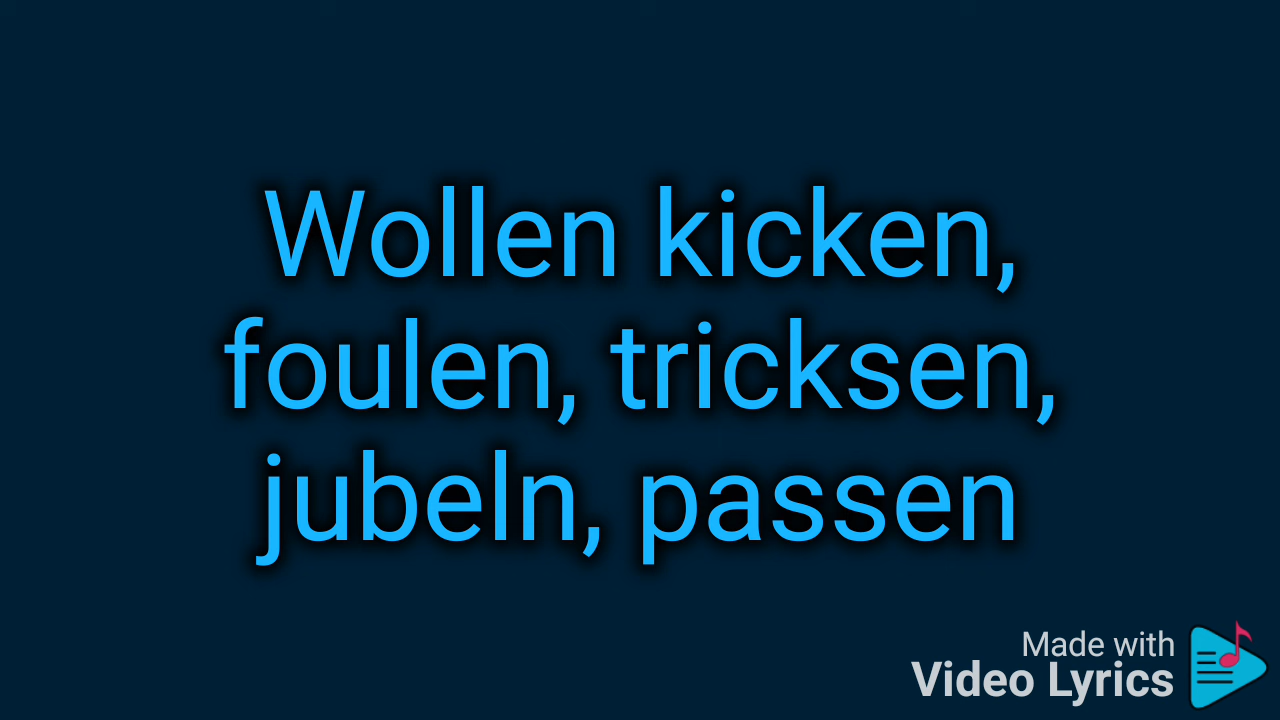 Wollen kicken,
foulen, tricksen,
jubeln, passen
Made with
Video Lyrics